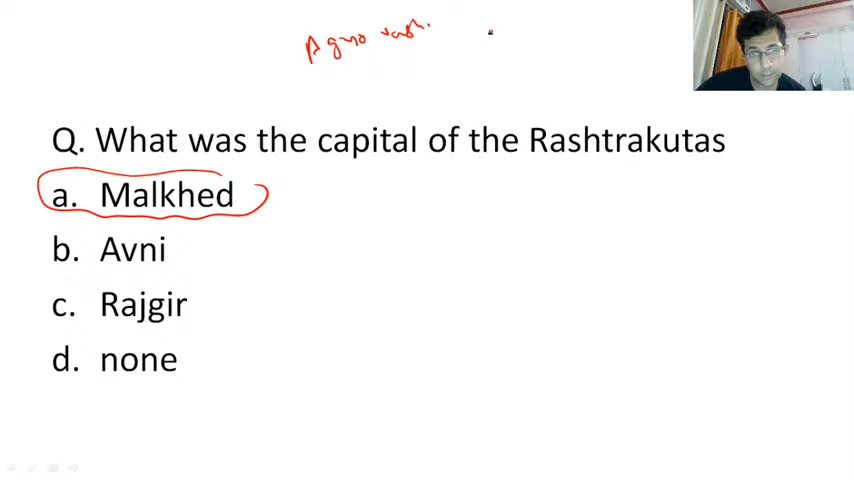 Q. What was the capital of the Rashtrakutas
a. Malkhed
b. Avni
c. Rajgir
d. none